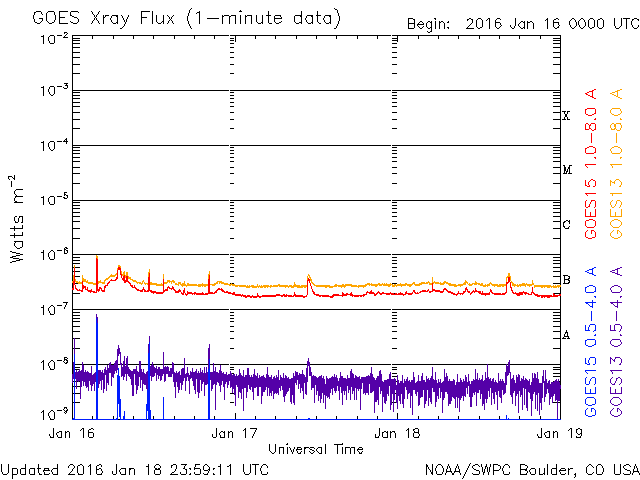 GOES Xray Flux (1-minute data)
Begin: 2016 Jan 16 0000 UTC
10-2
10-3
10-4
10-5
10-6
10-7
10-8
10-9
Watts m-2
X
M
C
B
A
GOES15 1.0-8.0 A
GOES13 1.0-8.0 A
GOES15 0.5-4.0 A
GOES13 0.5-4.0 A
Jan 16
Jan 17
Jan 18
Jan 19
Universal Time
Updated 2016 Jan 18 23:59:11 UTC
NOAA/SWPC Boulder, CO USA